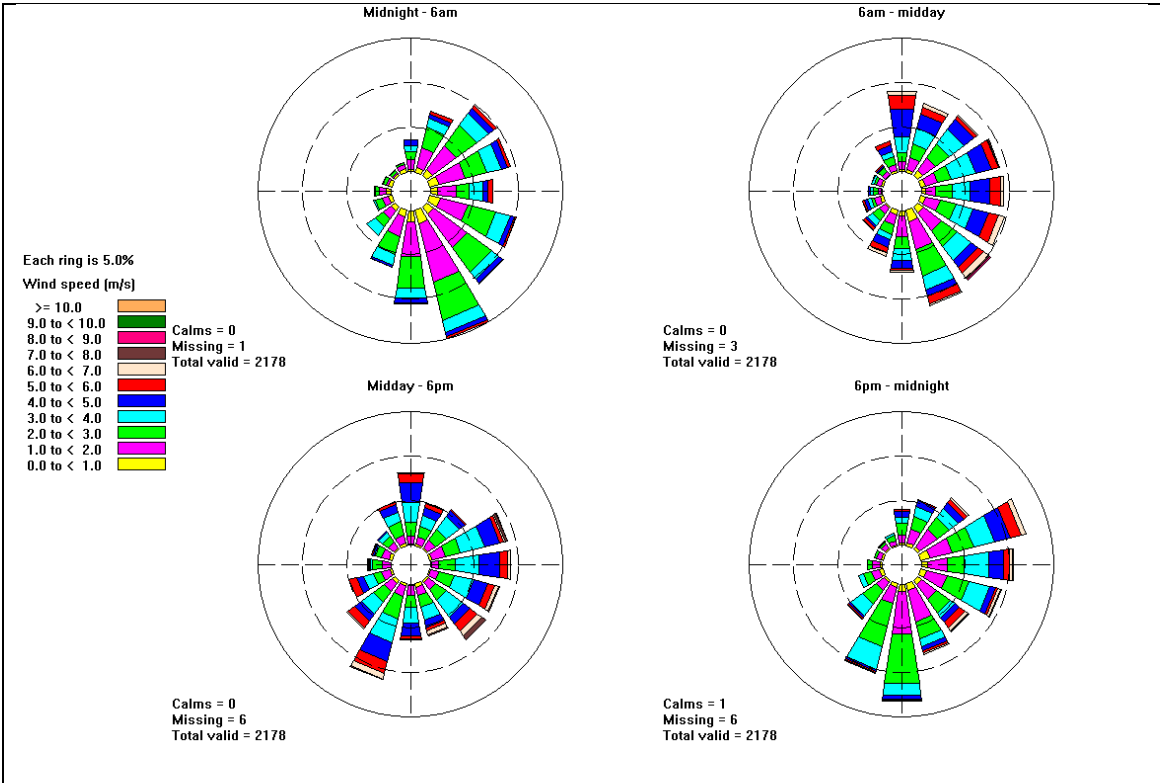 Midnight - 6am
6am - midday
Each ring is 5.0%
Wind speed (m/s)
>= 10.0
9.0 to < 10.0
8.0 to < 9.0
7.0 to < 8.0
6.0 to < 7.0
5.0 to < 6.0
4.0 to < 5.0
3.0 to < 4.0
2.0 to < 3.0
1.0 to < 2.0
0.0 to < 1.0
Calms = 0
Missing = 1
Total valid = 2178
Calms = 0
Missing = 3
Total valid = 2178
Midday - 6pm
6pm - midnight
Calms = 0
Missing = 6
Total valid = 2178
Calms = 1
Missing = 6
Total valid = 2178